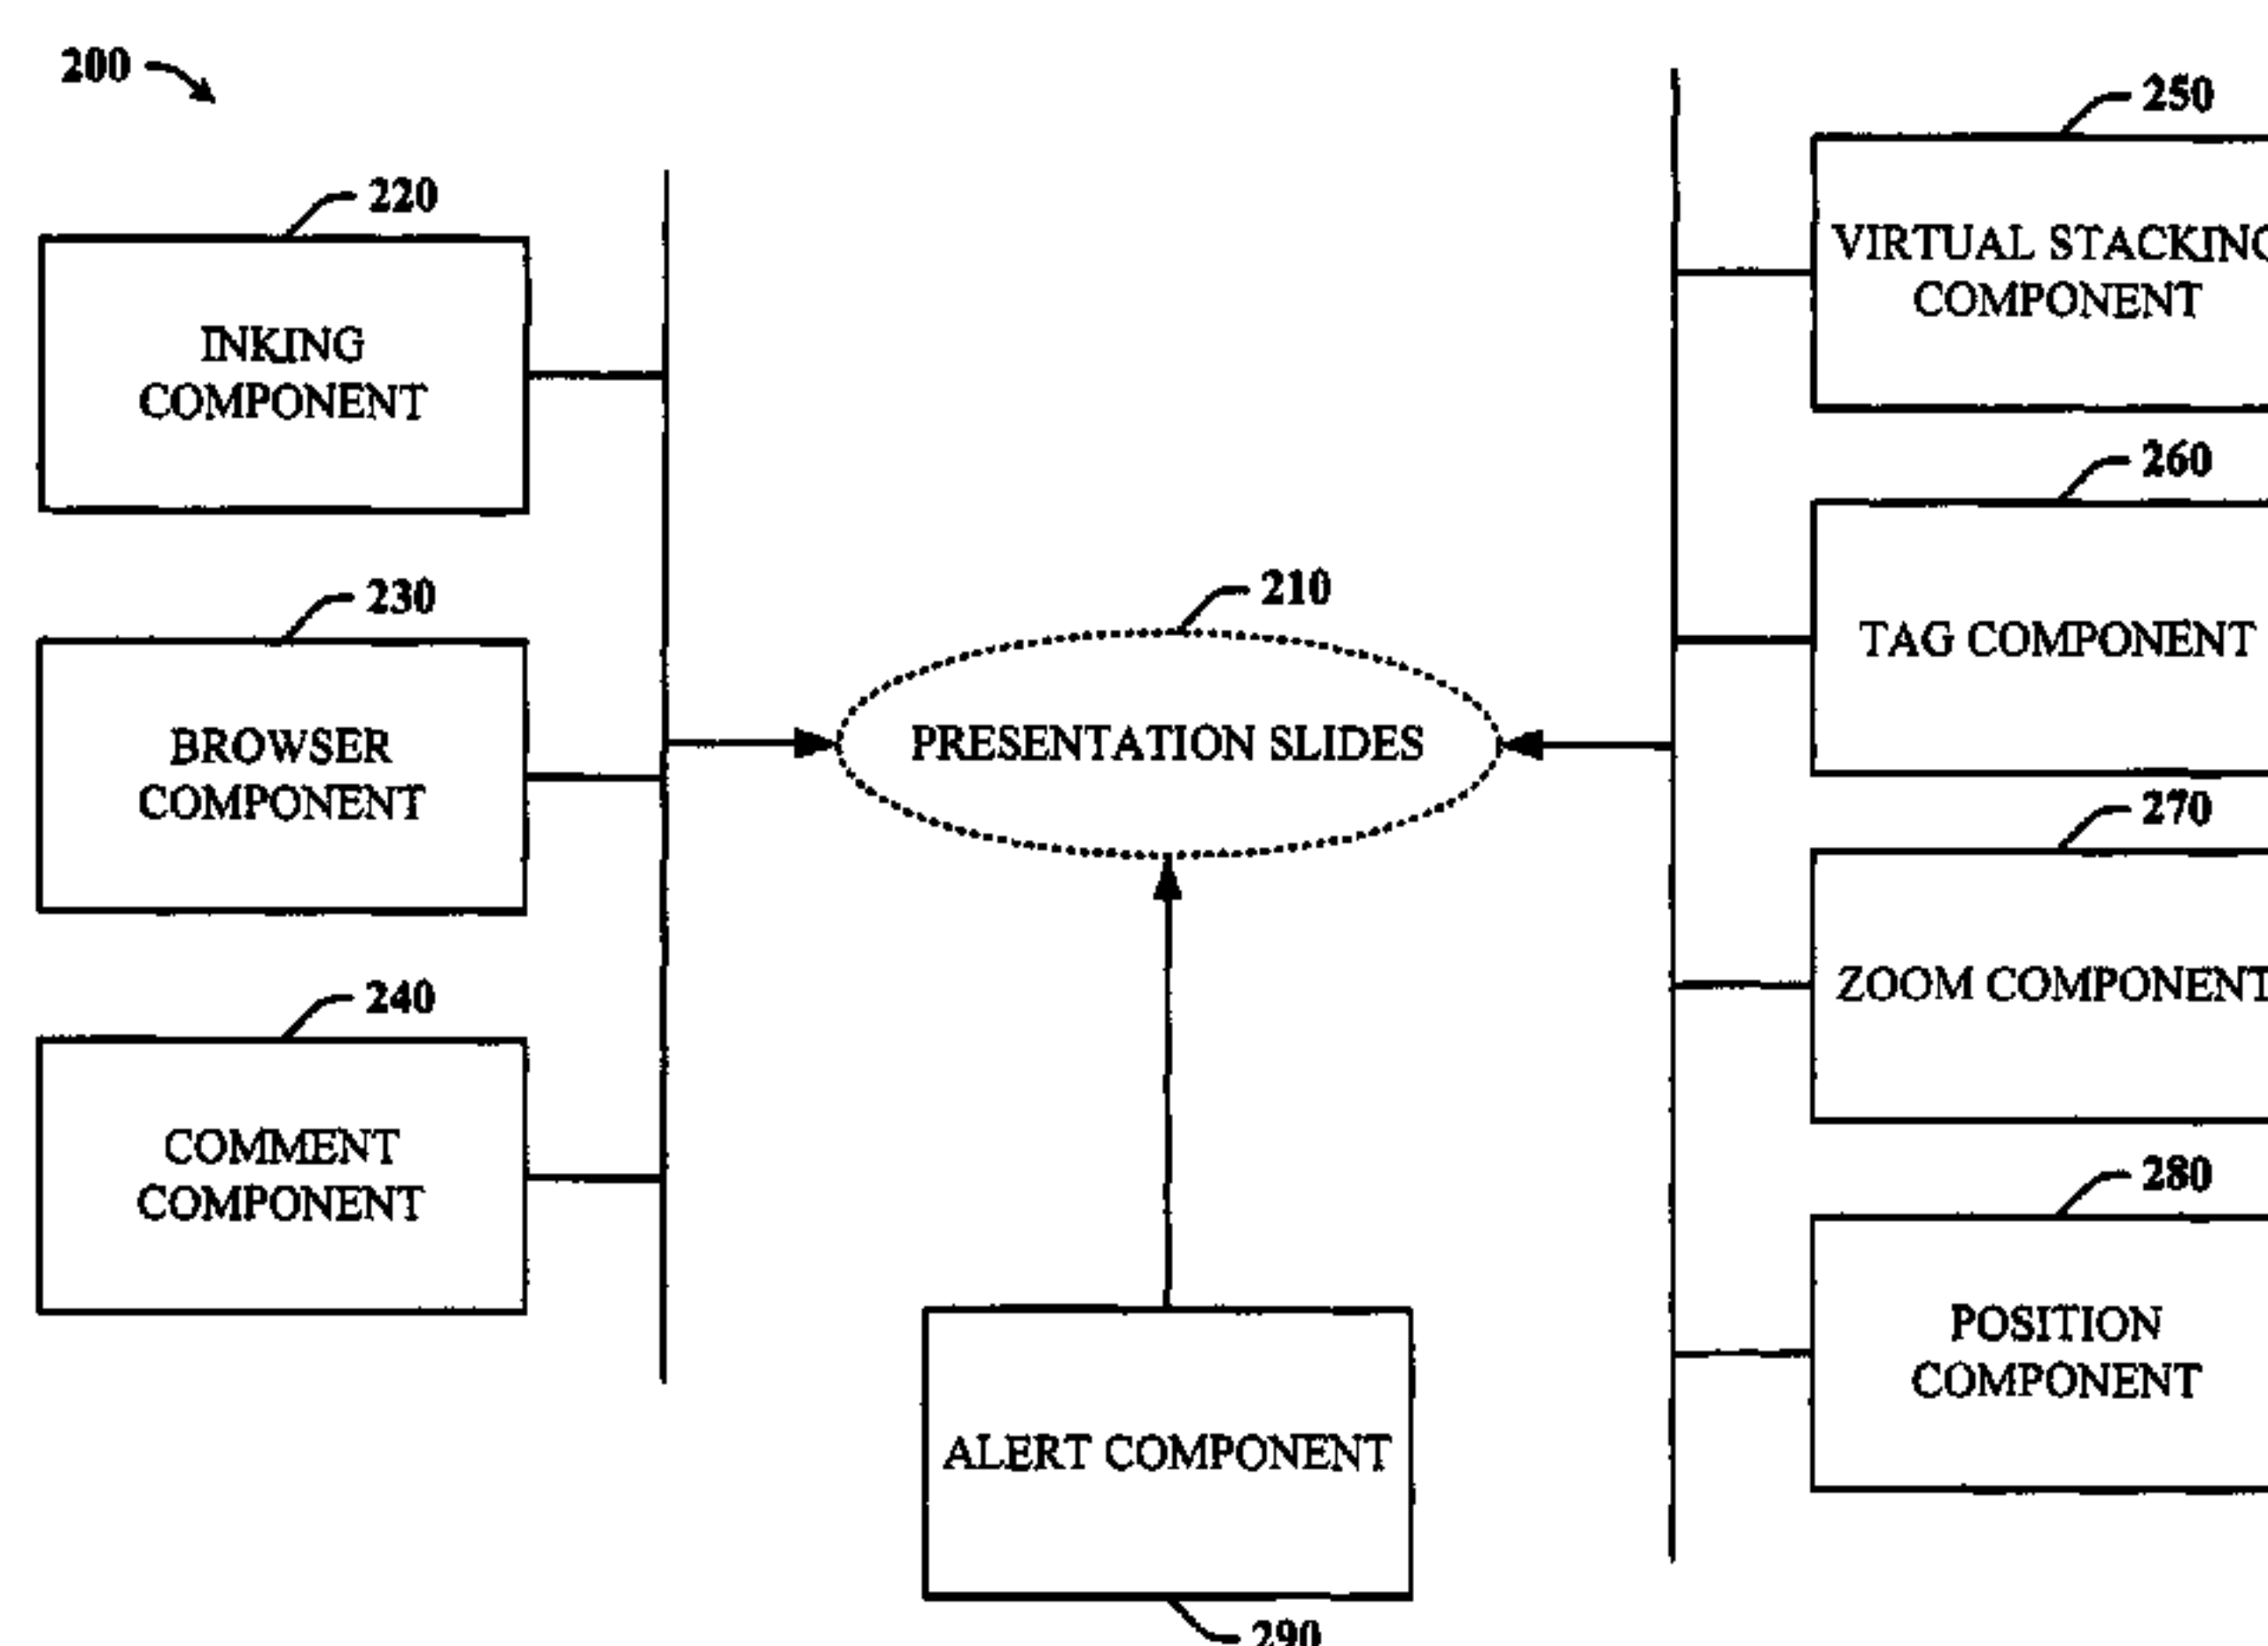 200
220
INKING
COMPONENT
230
BROWSER
COMPONENT
240
COMMENT
COMPONENT
210
PRESENTATION SLIDES
ALERT COMPONENT
290
250
VIRTUAL STACKING
COMPONENT
260
TAG COMPONENT
270
ZOOM COMPONENT
280
POSITION
COMPONENT